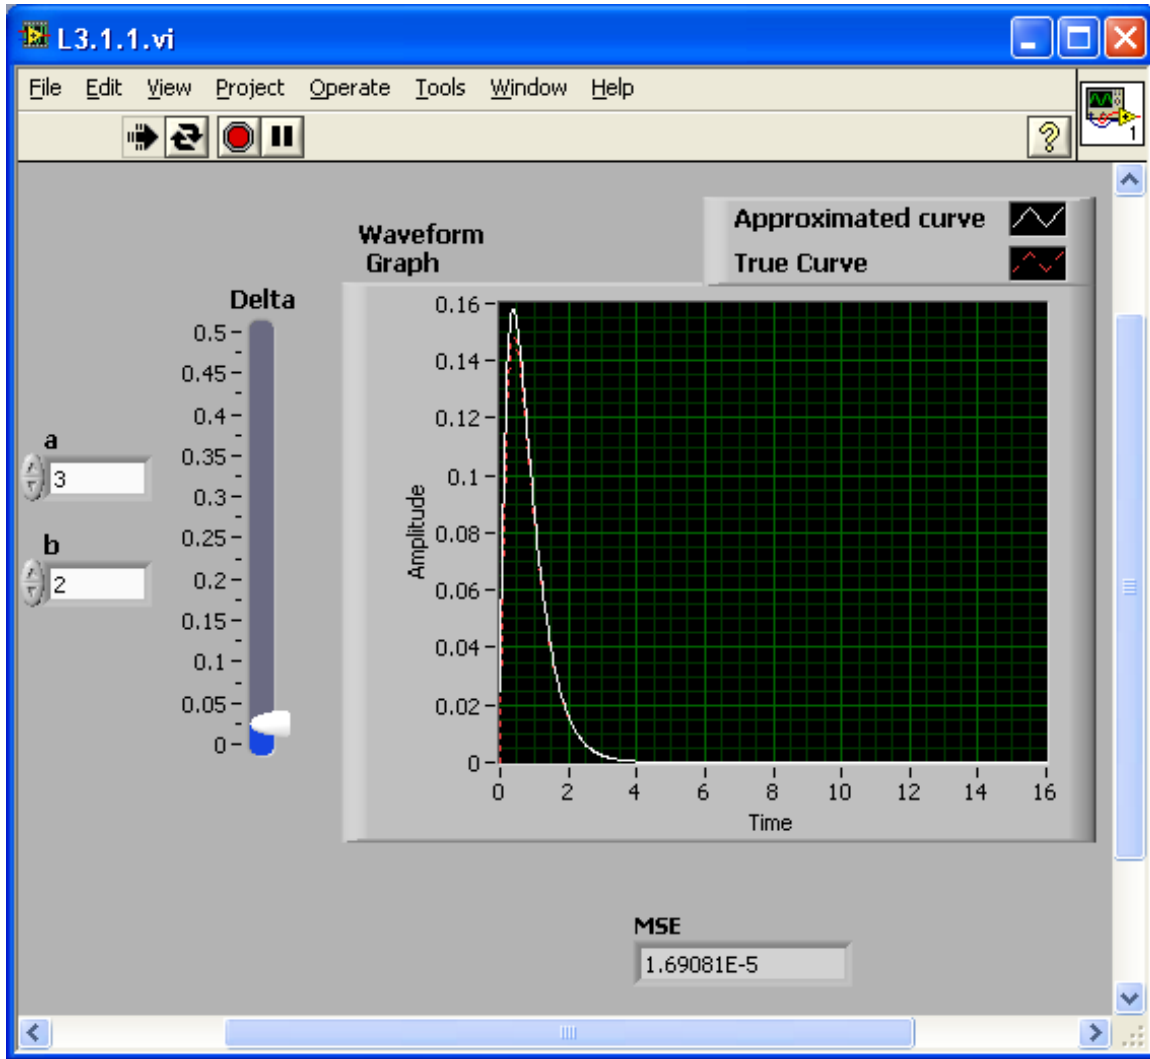 L3.1.1.vi
File Edit View Project Operate Tools Window Help
1
Waveform
Graph
Approximated curve
True Curve
Delta
0.5
0.45
0.4
0.35
0.3
0.25
0.2
0.15
0.1
0.05
0
a
3
b
2
Amplitude
0.16
0.14
0.12
0.1
0.08
0.06
0.04
0.02
0
0 2 4 6 8 10 12 14 16
Time
MSE
1.69081E-5